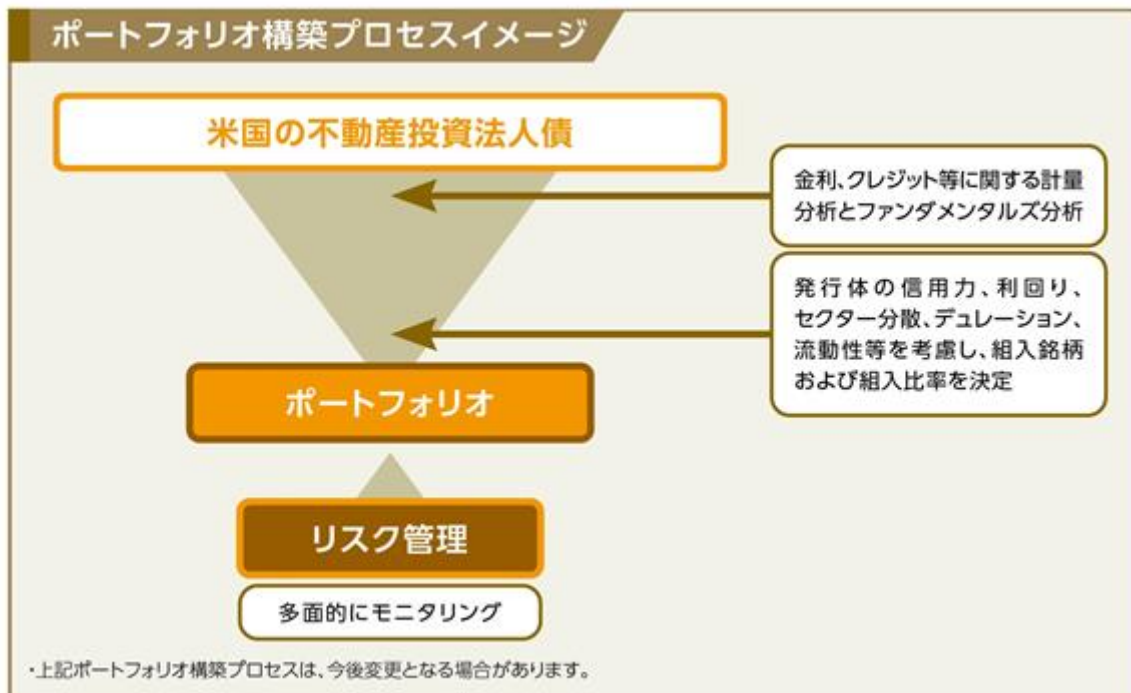 ポートフォリオ構築プロセスイメージ
米国の不動産投資法人債
金利、クレジット等に関する計量
分析とファンダメンタルズ分析
発行体の信用力、利回り、
セクター分散、デュレーション、
流動性等を考慮し、組入銘柄
および組入比率を決定
ポートフォリオ
リスク管理
多面的にモニタリング
・上記ポートフォリオ構築プロセスは、今後変更となる場合があります。